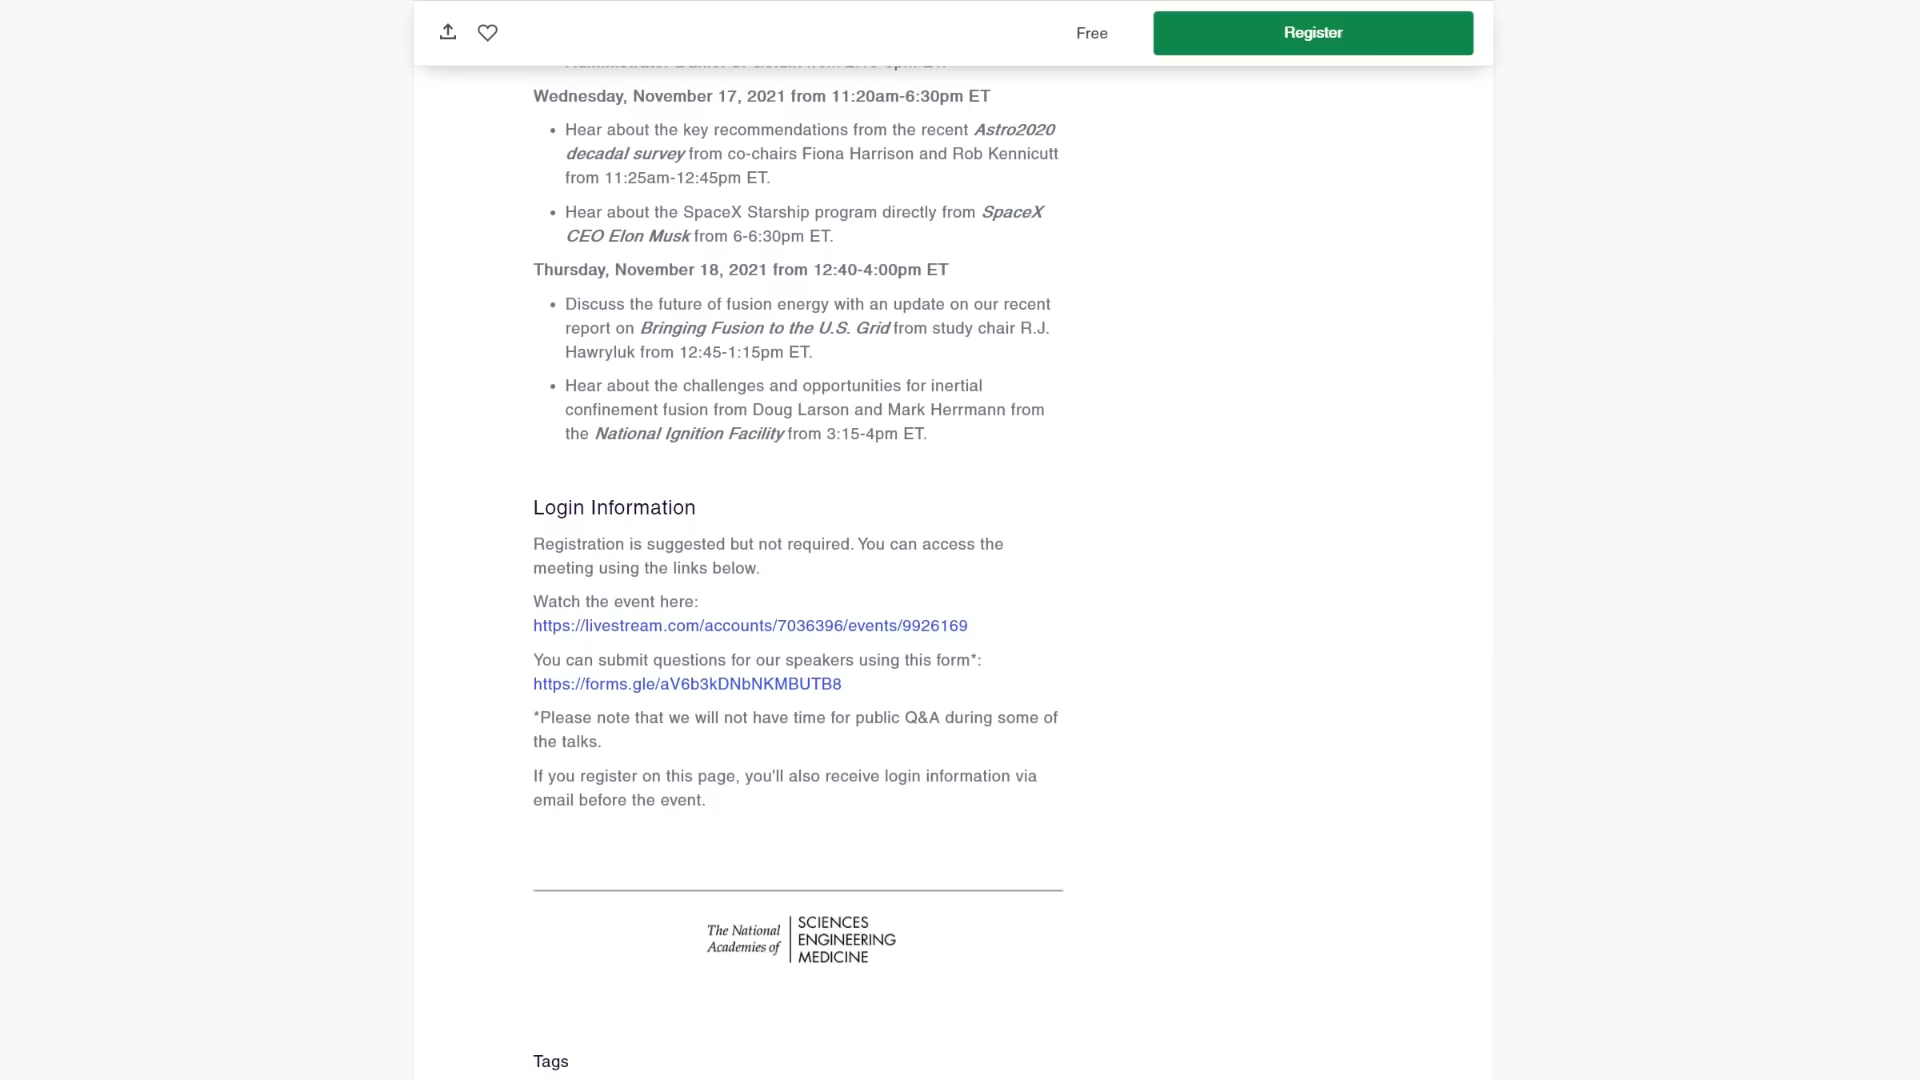 Free
Register
Wednesday, November 17, 2021 from 11:20am-6:30pm ET
• Hear about the key recommendations from the recent Astro2020
decadal survey from co-chairs Fiona Harrison and Rob Kennicutt
from 11:25am-12:45pm ET.
• Hear about the SpaceX Starship program directly from SpaceX
CEO Elon Musk from 6-6:30pm ET.
Thursday, November 18, 2021 from 12:40-4:00pm ET
• Discuss the future of fusion energy with an update on our recent
report on Bringing Fusion to the U.S. Grid from study chair R.J.
Hawryluk from 12:45-1:15pm ET.
• Hear about the challenges and opportunities for inertial
confinement fusion from Doug Larson and Mark Herrmann from
the National Ignition Facility from 3:15-4pm ET.
Login Information
Registration is suggested but not required. You can access the
meeting using the links below.
Watch the event here:
https://livestream.com/accounts/7036396/events/9926169
You can submit questions for our speakers using this form*:
https://forms.gle/aV6b3kDNbNKMBUTB8
*Please note that we will not have time for public Q&A during some of
the talks.
If you register on this page, you'll also receive login information via
email before the event.
The National
Academies of
SCIENCES
ENGINEERING
MEDICINE
Tags